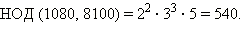 НОД (1080, 8100) = 2² · 3³ · 5 = 540.